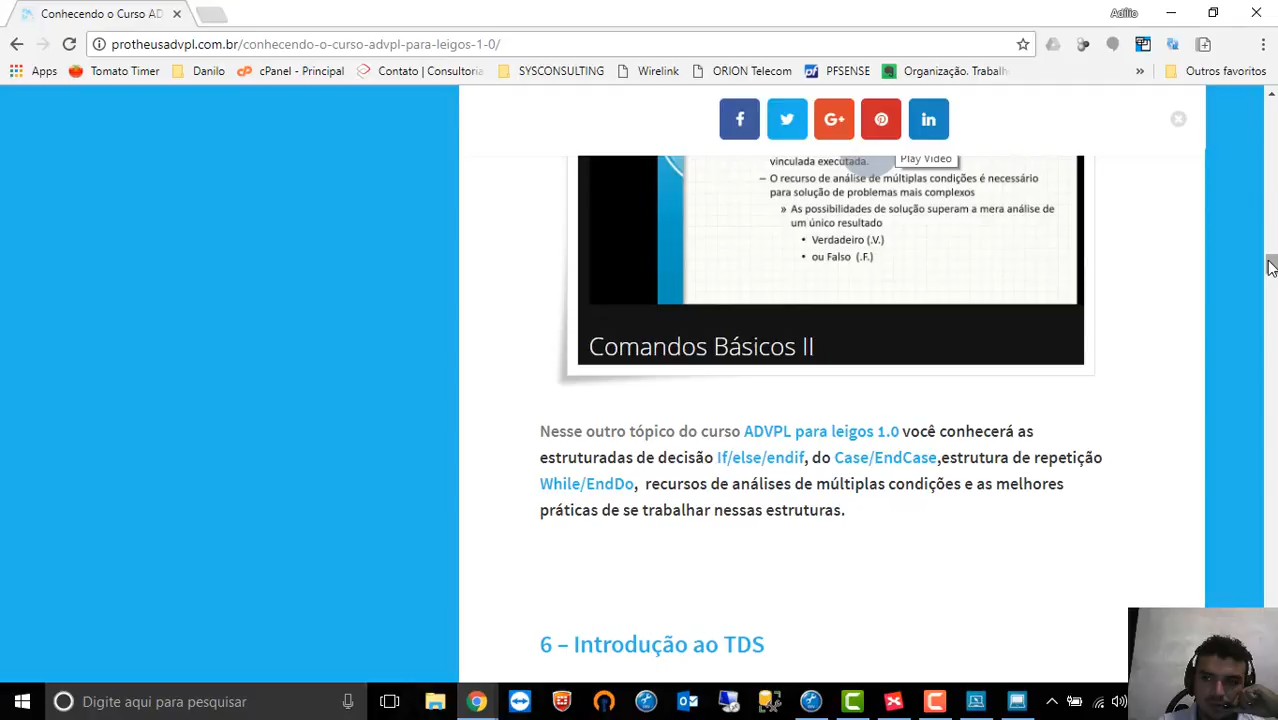 Conhecendo o Curso AD
Adílio
protheusadvpl.com.br/conhecendo-o-curso-advpl-para-leigos-1-0/
Apps Tomato Timer Danilo cPanel - Principal Contato | Consultoria SYSCONSULTING Wirelink ORION Telecom PFSENSE Organização. Trabalh » Outros favoritos
vinculada executada.
Play Video
– O recurso de análise de múltiplas condições é necessário
para solução de problemas mais complexos
» As possibilidades de solução superam a mera análise de
um único resultado
• Verdadeiro (.V.)
• ou Falso (.F.)
Comandos Básicos II
Nesse outro tópico do curso ADVPL para leigos 1.0 você conhecerá as
estruturadas de decisão If/else/endif, do Case/EndCase,estrutura de repetição
While/EndDo, recursos de análises de múltiplas condições e as melhores
práticas de se trabalhar nessas estruturas.
6 – Introdução ao TDS
Digite aqui para pesquisar